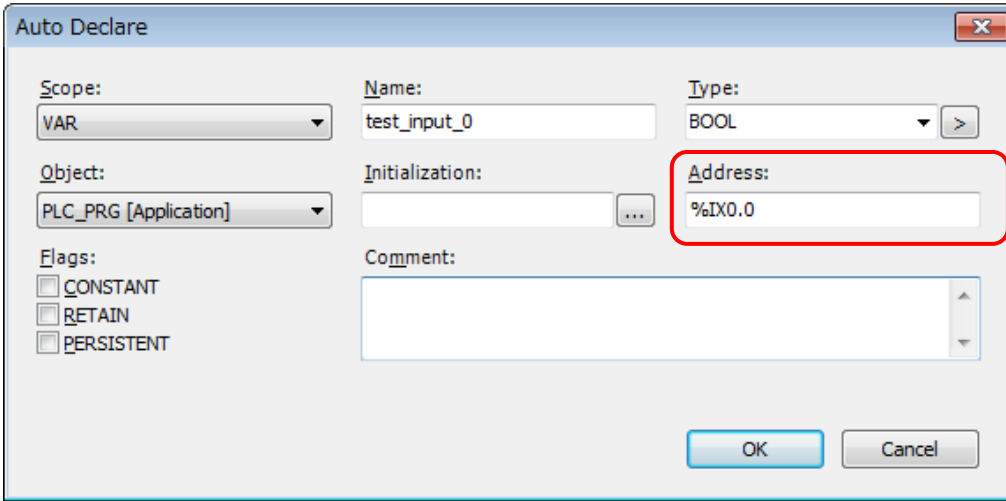 Auto Declare
Scope: Name: Type:
VAR test_input_0 BOOL >
Object: Initialization: Address:
PLC_PRG [Application] ... %IX0.0
Flags: Comment:
CONSTANT
RETAIN
PERSISTENT
OK Cancel